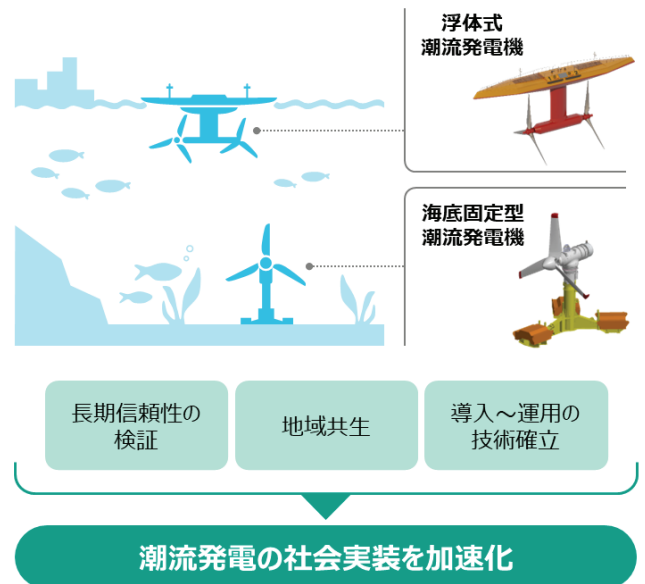 浮体式
潮流発電機
海底固定型
潮流発電機
長期信頼性の
検証
地域共生
導入～運用の
技術確立
潮流発電の社会実装を加速化